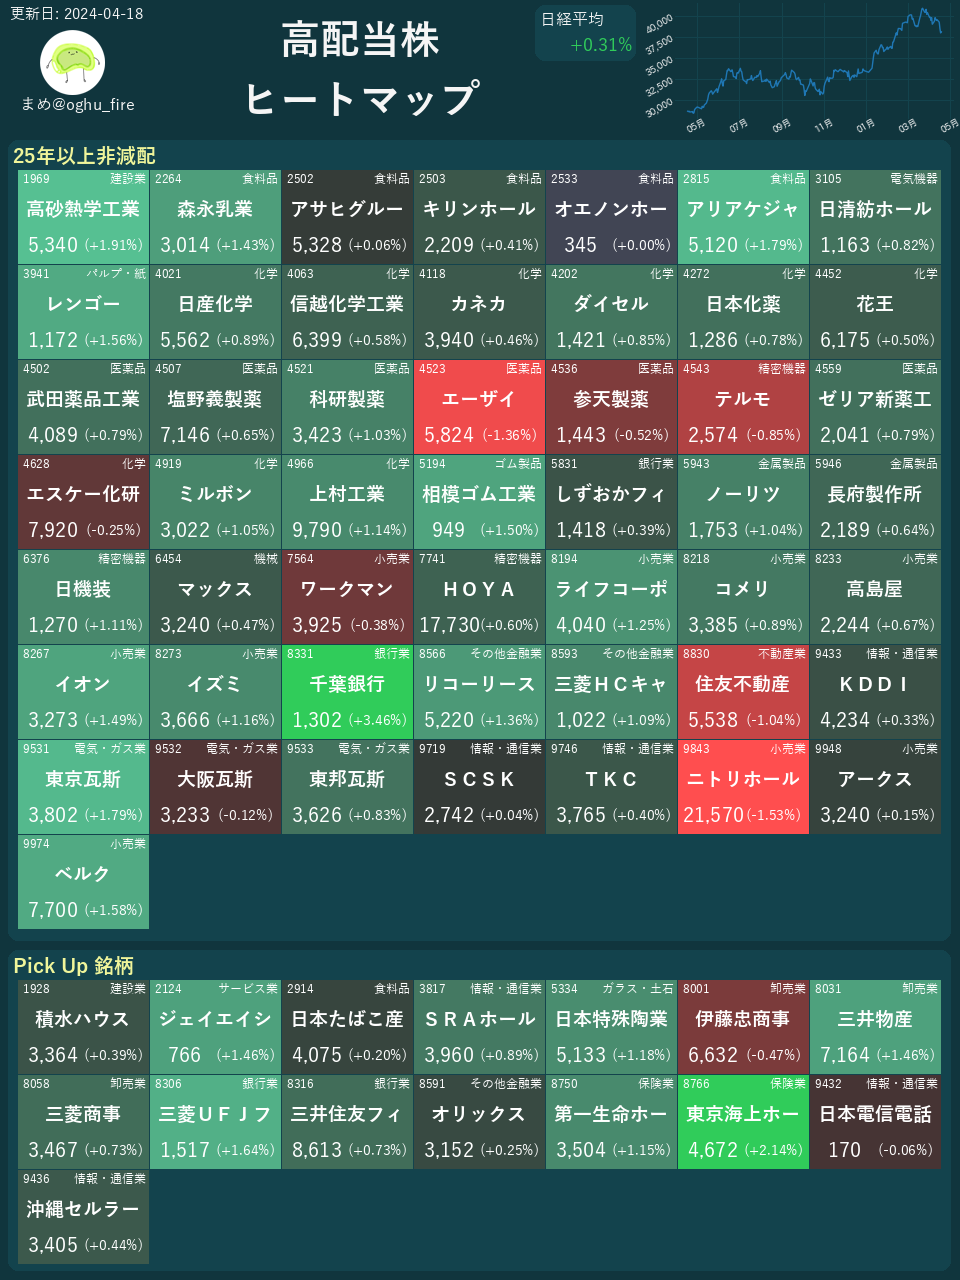 更新日: 2024-04-18
まめ@oghu_fire
高配当株
ヒートマップ
日経平均
+0.31%
40,000
37,500
35,000
32,500
30,000
05月 07月 09月 11月 01月 03月 05月
25年以上非減配
1969 建設業 2264 食料品 2502 食料品 2503 食料品 2533 食料品 2815 食料品 3105 電気機器
高砂熱学工業 森永乳業 アサヒグルー キリンホール オエノンホー アリアケジャ 日清紡ホール
5,340 (+1.91%) 3,014 (+1.43%) 5,328 (+0.06%) 2,209 (+0.41%) 345 (+0.00%) 5,120 (+1.79%) 1,163 (+0.82%)
3941 パルプ・紙 4021 化学 4063 化学 4118 化学 4202 化学 4272 化学 4452 化学
レンゴー 日産化学 信越化学工業 カネカ ダイセル 日本化薬 花王
1,172 (+1.56%) 5,562 (+0.89%) 6,399 (+0.58%) 3,940 (+0.46%) 1,421 (+0.85%) 1,286 (+0.78%) 6,175 (+0.50%)
4502 医薬品 4507 医薬品 4521 医薬品 4523 医薬品 4536 医薬品 4543 精密機器 4559 医薬品
武田薬品工業 塩野義製薬 科研製薬 エーザイ 参天製薬 テルモ ゼリア新薬工
4,089 (+0.79%) 7,146 (+0.65%) 3,423 (+1.03%) 5,824 (-1.36%) 1,443 (-0.52%) 2,574 (-0.85%) 2,041 (+0.79%)
4628 化学 4919 化学 4966 化学 5194 ゴム製品 5831 銀行業 5943 金属製品 5946 金属製品
エスケー化研 ミルボン 上村工業 相模ゴム工業 しずおかフィ ノーリツ 長府製作所
7,920 (-0.25%) 3,022 (+1.05%) 9,790 (+1.14%) 949 (+1.50%) 1,418 (+0.39%) 1,753 (+1.04%) 2,189 (+0.64%)
6376 精密機器 6454 機械 7564 小売業 7741 精密機器 8194 小売業 8218 小売業 8233 小売業
日機装 マックス ワークマン ＨＯＹＡ ライフコーポ コメリ 高島屋
1,270 (+1.11%) 3,240 (+0.47%) 3,925 (-0.38%) 17,730(+0.60%) 4,040 (+1.25%) 3,385 (+0.89%) 2,244 (+0.67%)
8267 小売業 8273 小売業 8331 銀行業 8566 その他金融業 8593 その他金融業 8830 不動産業 9433 情報・通信業
イオン イズミ 千葉銀行 リコーリース 三菱ＨＣキャ 住友不動産 ＫＤＤＩ
3,273 (+1.49%) 3,666 (+1.16%) 1,302 (+3.46%) 5,220 (+1.36%) 1,022 (+1.09%) 5,538 (-1.04%) 4,234 (+0.33%)
9531 電気・ガス業 9532 電気・ガス業 9533 電気・ガス業 9719 情報・通信業 9746 情報・通信業 9843 小売業 9948 小売業
東京瓦斯 大阪瓦斯 東邦瓦斯 ＳＣＳＫ ＴＫＣ ニトリホール アークス
3,802 (+1.79%) 3,233 (-0.12%) 3,626 (+0.83%) 2,742 (+0.04%) 3,765 (+0.40%) 21,570(-1.53%) 3,240 (+0.15%)
9974 小売業
ベルク
7,700 (+1.58%)
Pick Up 銘柄
1928 建設業 2124 サービス業 2914 食料品 3817 情報・通信業 5334 ガラス・土石 8001 卸売業 8031 卸売業
積水ハウス ジェイエイシ 日本たばこ産 ＳＲＡホール 日本特殊陶業 伊藤忠商事 三井物産
3,364 (+0.39%) 766 (+1.46%) 4,075 (+0.20%) 3,960 (+0.89%) 5,133 (+1.18%) 6,632 (-0.47%) 7,164 (+1.46%)
8058 卸売業 8306 銀行業 8316 銀行業 8591 その他金融業 8750 保険業 8766 保険業 9432 情報・通信業
三菱商事 三菱ＵＦＪフ 三井住友フィ オリックス 第一生命ホー 東京海上ホー 日本電信電話
3,467 (+0.73%) 1,517 (+1.64%) 8,613 (+0.73%) 3,152 (+0.25%) 3,504 (+1.15%) 4,672 (+2.14%) 170 (-0.06%)
9436 情報・通信業
沖縄セルラー
3,405 (+0.44%)